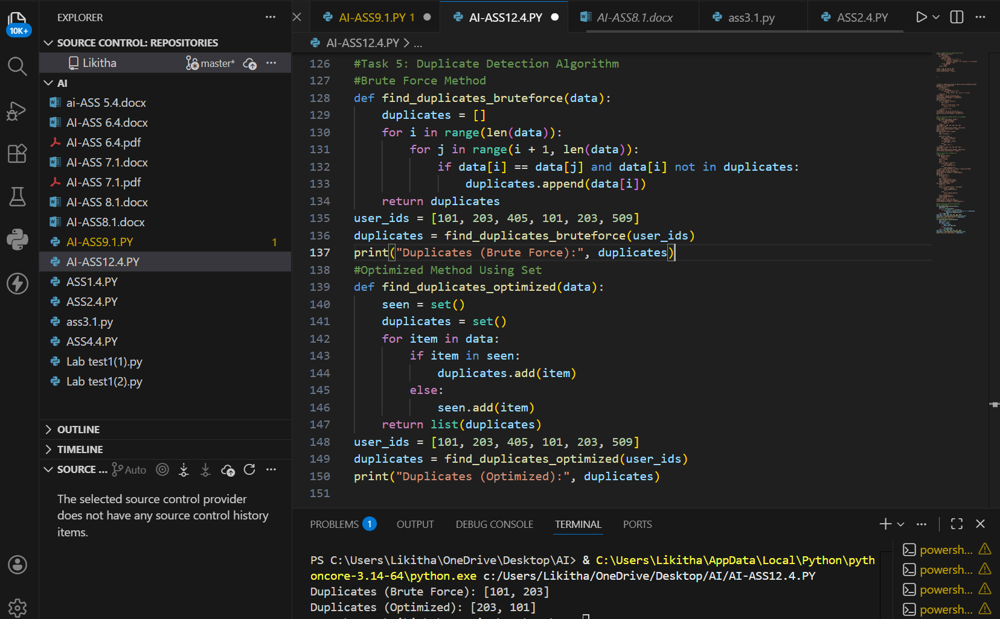 10K+
EXPLORER
SOURCE CONTROL: REPOSITORIES
Likitha master*
AI
ai-ASS 5.4.docx
AI-ASS 6.4.docx
AI-ASS 6.4.pdf
AI-ASS 7.1.docx
AI-ASS 7.1.pdf
AI-ASS 8.1.docx
AI-ASS8.1.docx
AI-ASS9.1.PY 1
AI-ASS12.4.PY
ASS1.4.PY
ASS2.4.PY
ass3.1.py
ASS4.4.PY
Lab test1(1).py
Lab test1(2).py
OUTLINE
TIMELINE
SOURCE ... Auto
The selected source control provider
does not have any source control history
items.
AI-ASS9.1.PY 1
AI-ASS12.4.PY
AI-ASS8.1.docx
ass3.1.py
ASS2.4.PY
AI-ASS12.4.PY > ...
126 #Task 5: Duplicate Detection Algorithm
127 #Brute Force Method
128 def find_duplicates_bruteforce(data):
129     duplicates = []
130     for i in range(len(data)):
131         for j in range(i + 1, len(data)):
132             if data[i] == data[j] and data[i] not in duplicates:
133                 duplicates.append(data[i])
134     return duplicates
135 user_ids = [101, 203, 405, 101, 203, 509]
136 duplicates = find_duplicates_bruteforce(user_ids)
137 print("Duplicates (Brute Force):", duplicates)
138 #Optimized Method Using Set
139 def find_duplicates_optimized(data):
140     seen = set()
141     duplicates = set()
142     for item in data:
143         if item in seen:
144             duplicates.add(item)
145         else:
146             seen.add(item)
147     return list(duplicates)
148 user_ids = [101, 203, 405, 101, 203, 509]
149 duplicates = find_duplicates_optimized(user_ids)
150 print("Duplicates (Optimized):", duplicates)
151
PROBLEMS 1 OUTPUT DEBUG CONSOLE TERMINAL PORTS
PS C:\Users\Likitha\OneDrive\Desktop\AI> & C:\Users\Likitha\AppData\Local\Python\pyth
oncore-3.14-64\python.exe c:/Users/Likitha/OneDrive/Desktop/AI/AI-ASS12.4.PY
Duplicates (Brute Force): [101, 203]
Duplicates (Optimized): [203, 101]
powersh...
powersh...
powersh...
powersh...